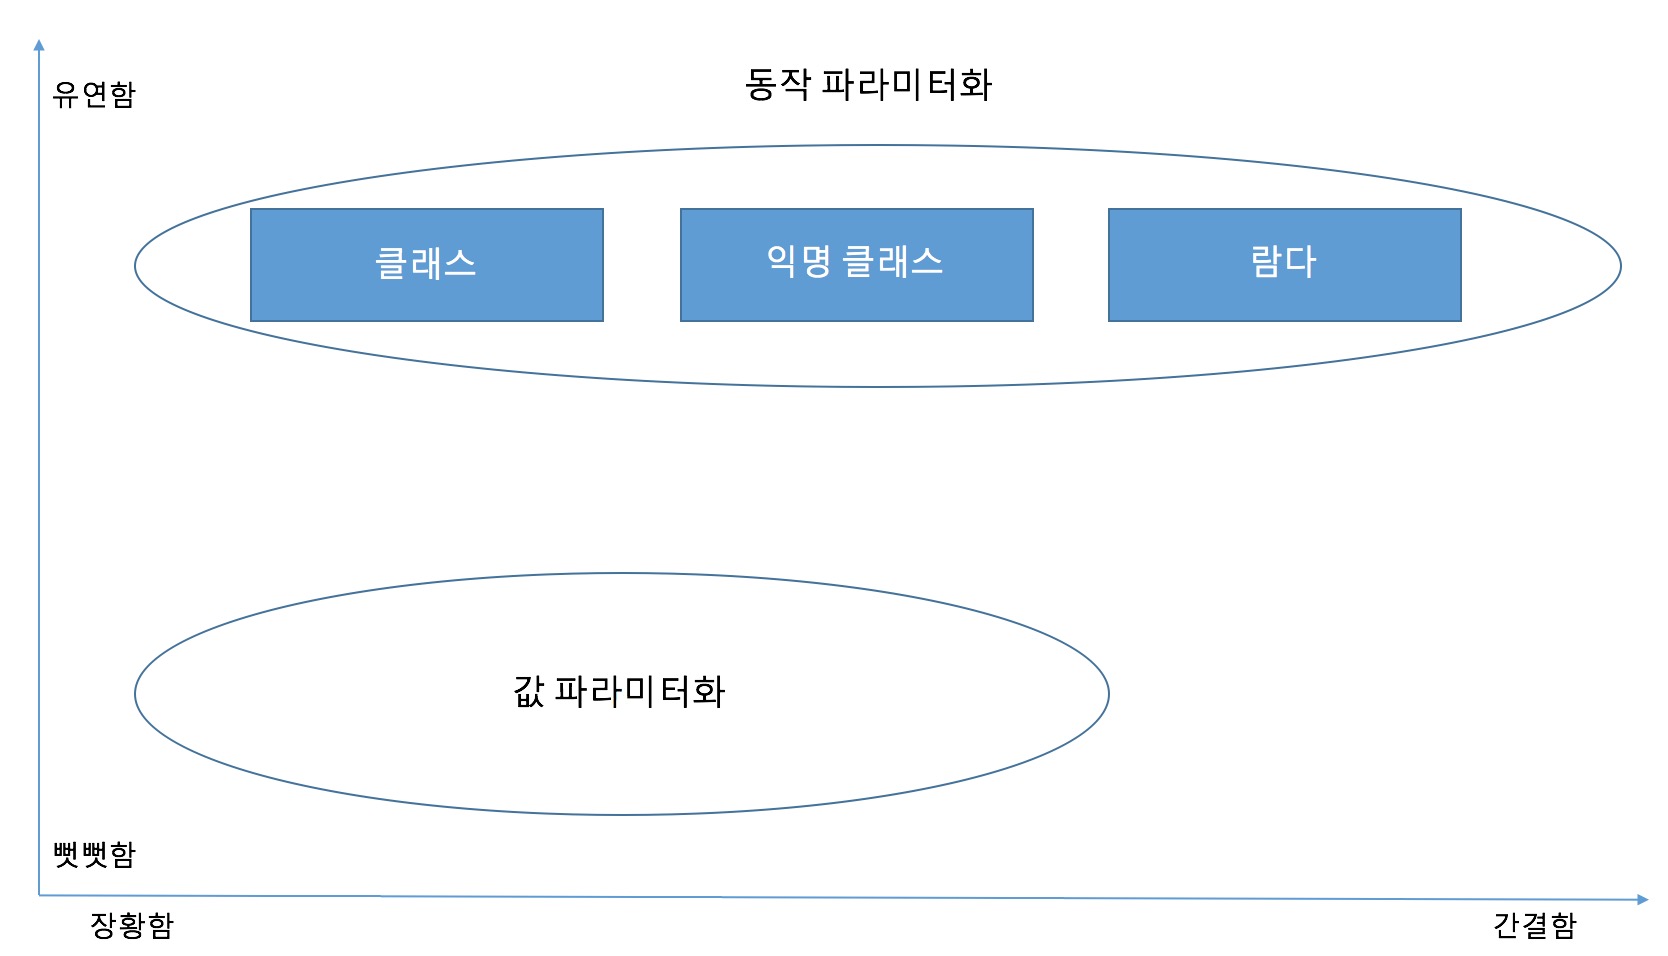 유연함
동작 파라미터화
클래스
익명 클래스
람다
값 파라미터화
뻣뻣함
장황함
간결함